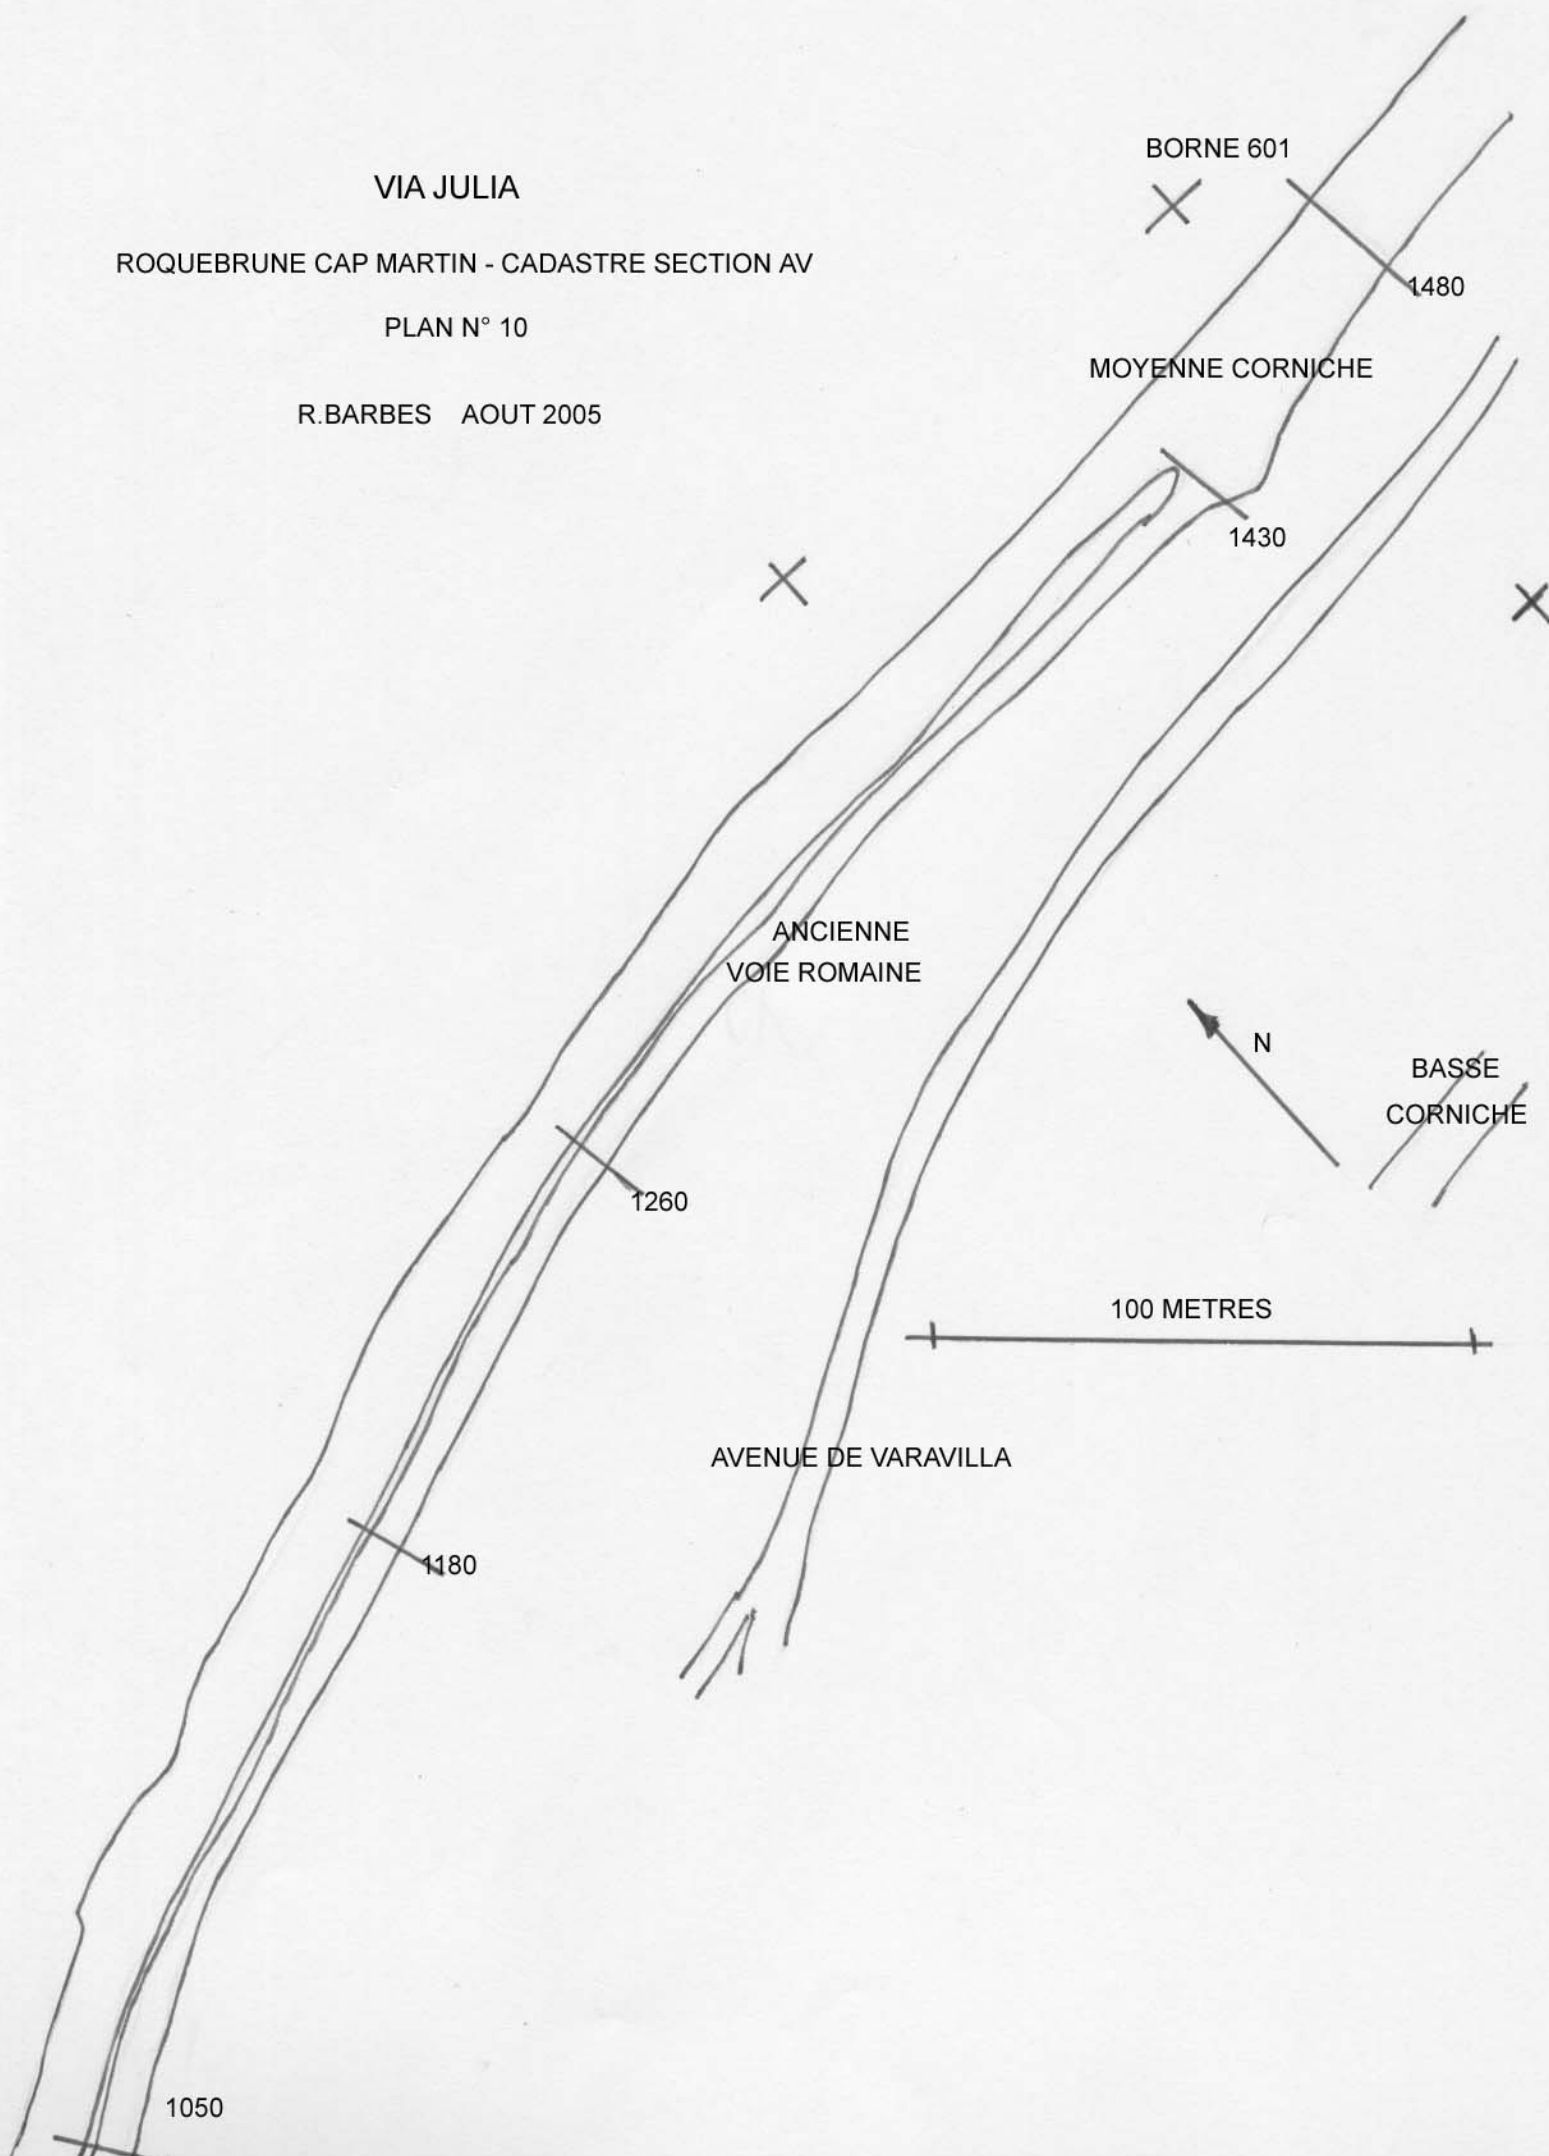 VIA JULIA
ROQUEBRUNE CAP MARTIN - CADASTRE SECTION AV
PLAN N° 10
R.BARBES AOUT 2005
BORNE 601
1480
MOYENNE CORNICHE
1430
ANCIENNE
VOIE ROMAINE
N
BASSE
CORNICHE
1260
100 METRES
AVENUE DE VARAVILLA
1180
1050